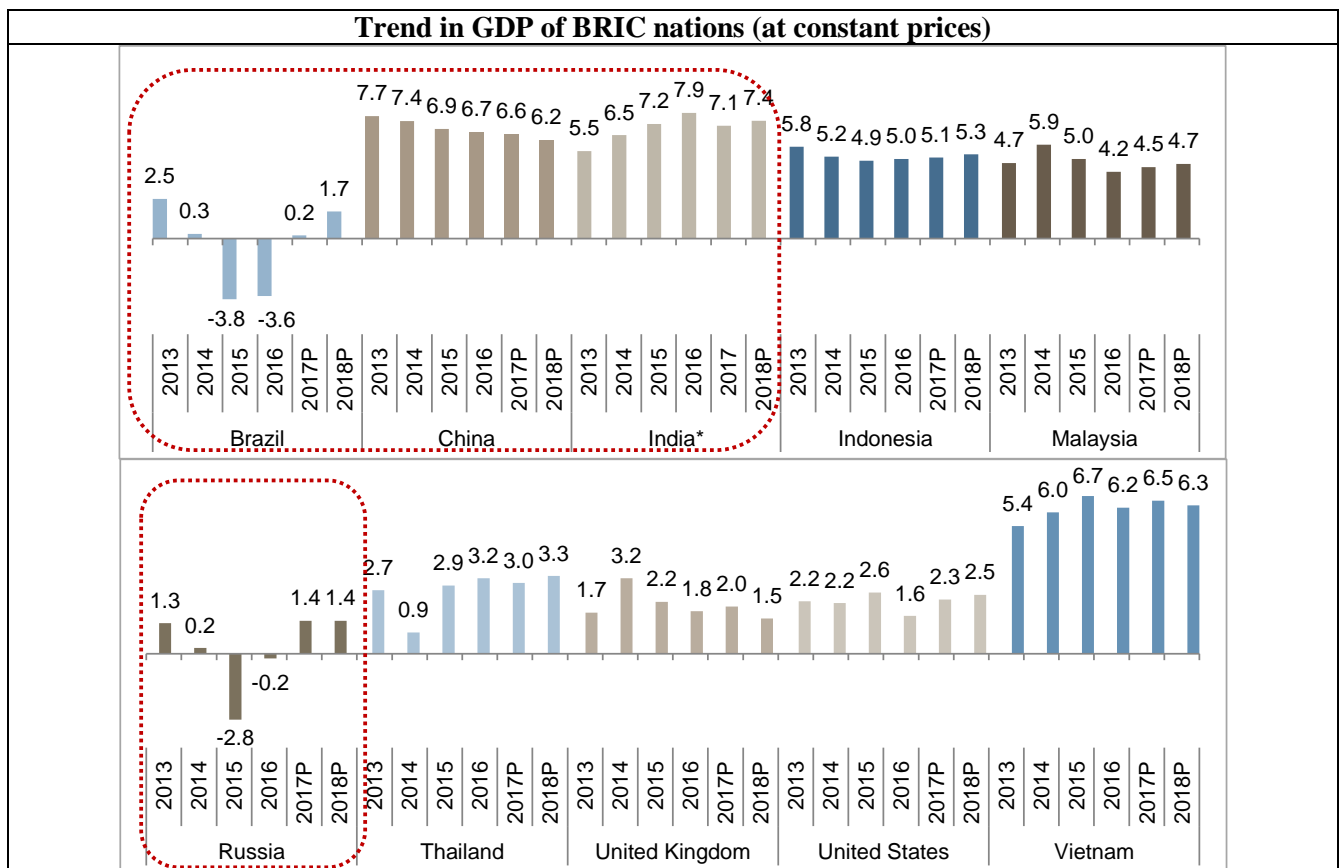 Trend in GDP of BRIC nations (at constant prices)
2.5 0.3 -3.8 -3.6 0.2 1.7 7.7 7.4 6.9 6.7 6.6 6.2 5.5 6.5 7.2 7.9 7.1 7.4 5.8 5.2 4.9 5.0 5.1 5.3 4.7 5.9 5.0 4.2 4.5 4.7
2013 2014 2015 2016 2017P 2018P 2013 2014 2015 2016 2017P 2018P 2013 2014 2015 2016 2017 2018P 2013 2014 2015 2016 2017P 2018P 2013 2014 2015 2016 2017P 2018P
Brazil China India* Indonesia Malaysia
1.3 0.2 -2.8 -0.2 1.4 1.4 2.7 0.9 2.9 3.2 3.0 3.3 1.7 3.2 2.2 1.8 2.0 1.5 2.2 2.2 2.6 1.6 2.3 2.5 5.4 6.0 6.7 6.2 6.5 6.3
2013 2014 2015 2016 2017P 2018P 2013 2014 2015 2016 2017P 2018P 2013 2014 2015 2016 2017P 2018P 2013 2014 2015 2016 2017P 2018P 2013 2014 2015 2016 2017P 2018P
Russia Thailand United Kingdom United States Vietnam